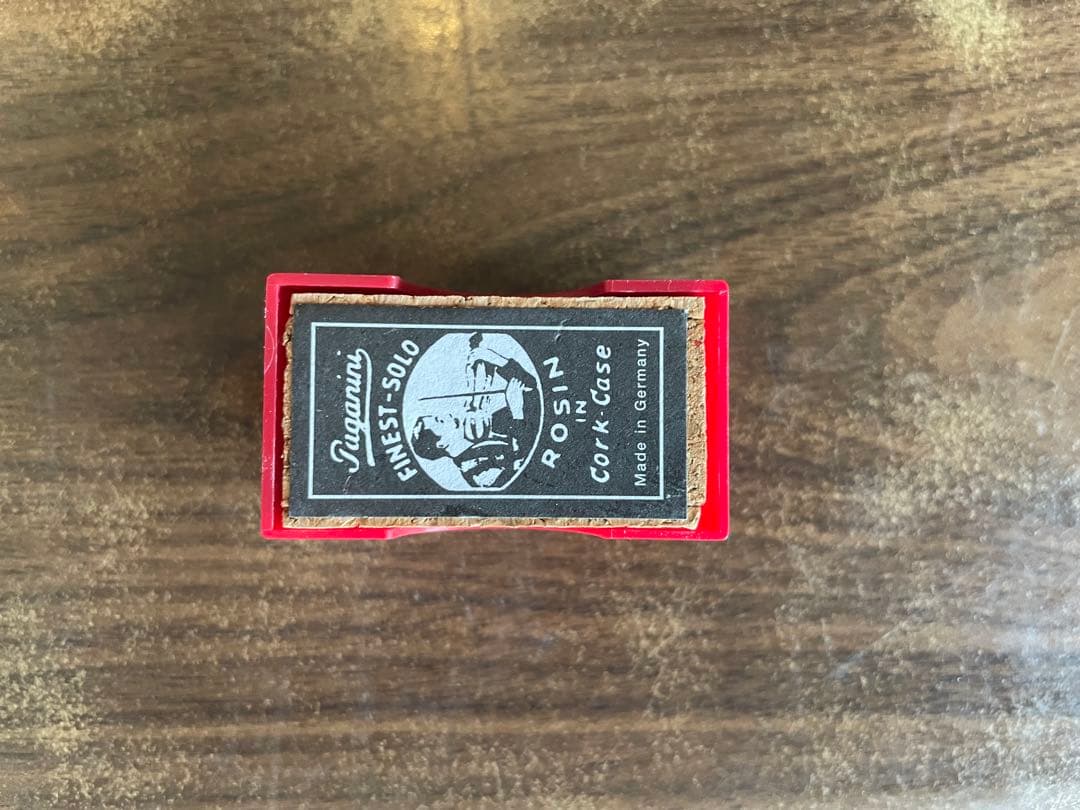 Paganini
FINEST-SOLO
ROSIN
IN
Cork-Case
Made in Germany